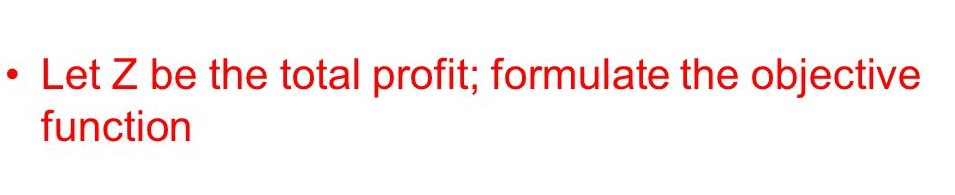 • Let Z be the total profit; formulate the objective
function